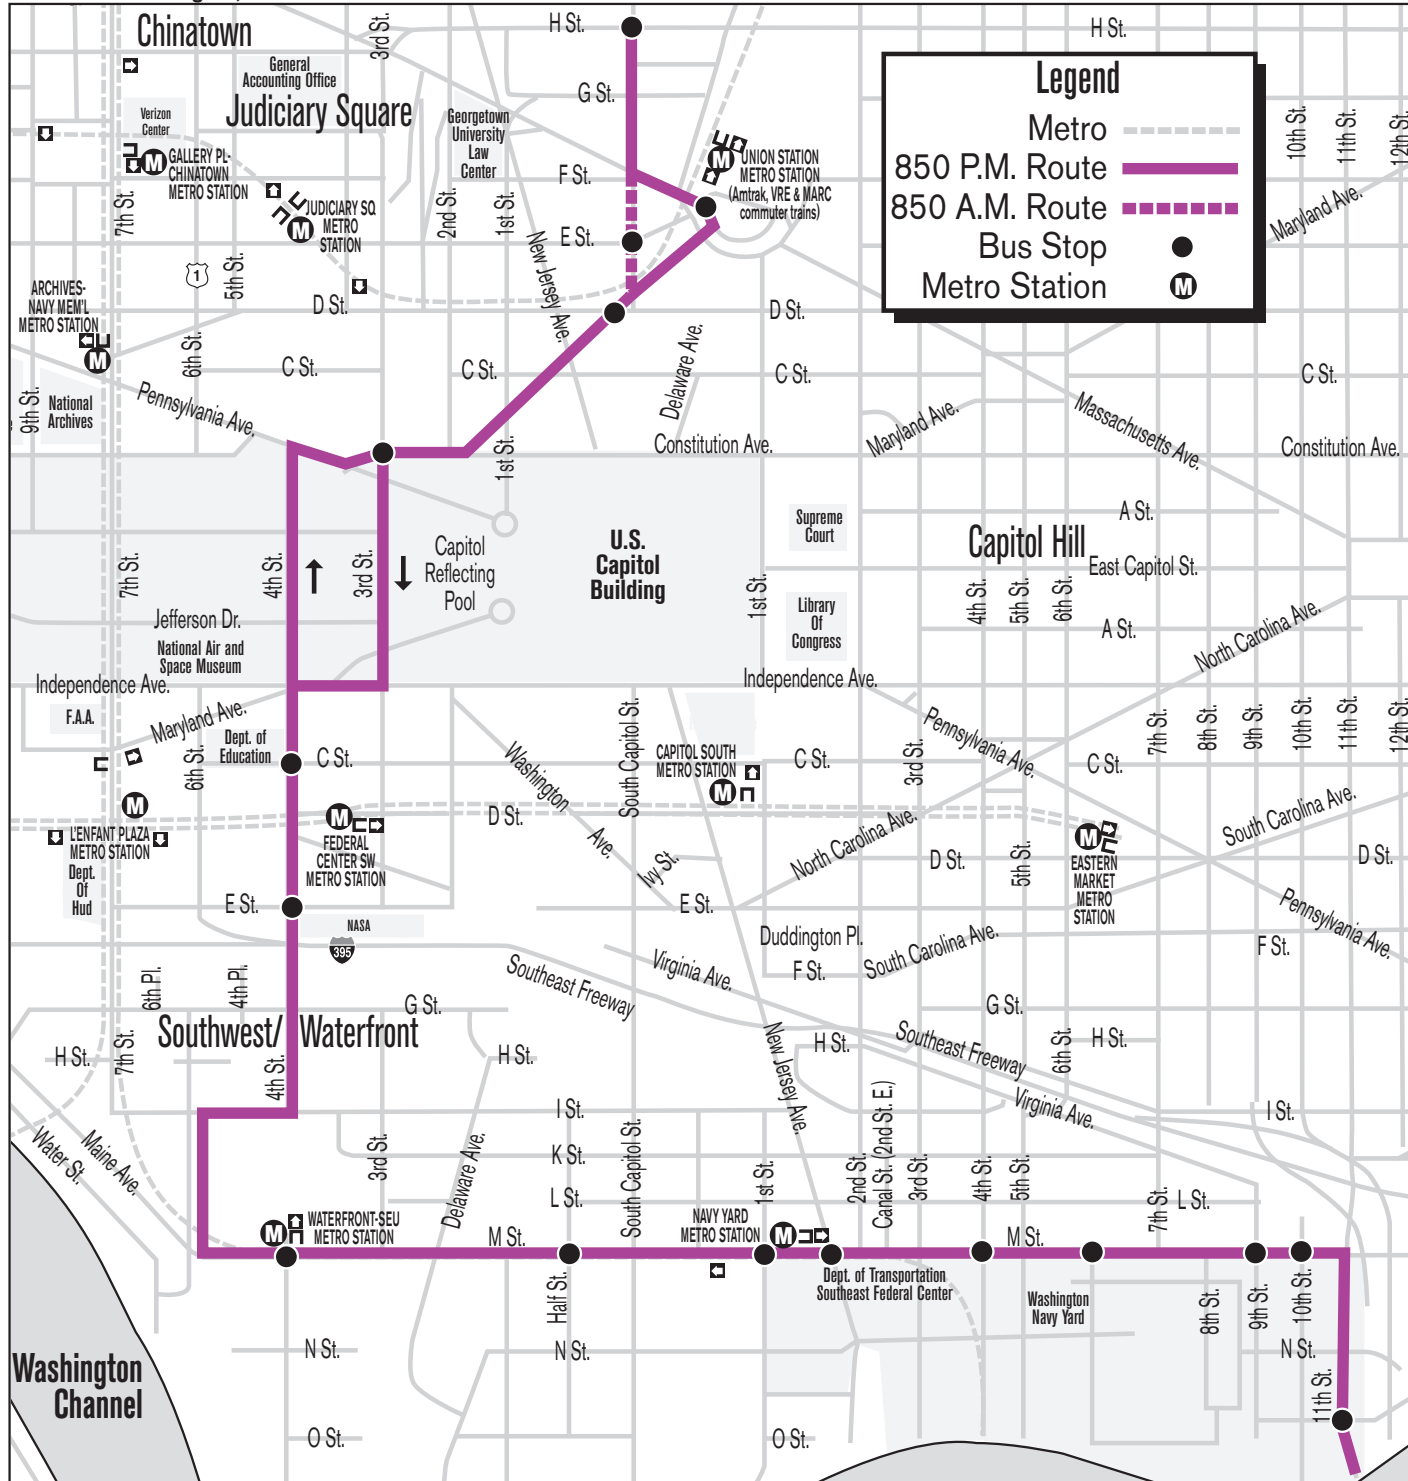 Chinatown
3rd St.
H St.
H St.
General
Accounting Office
Judiciary Square
Verizon
Center
M
GALLERY PL-
CHINATOWN
METRO STATION
7th St.
JUDICIARY SQ
METRO
STATION
M
Georgetown
University
Law
Center
G St.
F St.
E St.
2nd St.
1st St.
New Jersey Ave.
M
UNION STATION
METRO STATION
(Amtrak, VRE & MARC
commuter trains)
Legend
Metro
850 P.M. Route
850 A.M. Route
Bus Stop
Metro Station
M
10th St.
11th St.
12th St.
Maryland Ave.
1
5th St.
ARCHIVES-
NAVY MEM'L
METRO STATION
M
D St.
D St.
6th St.
C St.
C St.
C St.
C St.
Delaware Ave.
9th St.
National
Archives
Pennsylvania Ave.
1st St.
Constitution Ave.
Maryland Ave.
Massachusetts Ave.
Constitution Ave.
A St.
Supreme
Court
Capitol Hill
East Capitol St.
7th St.
4th St.
3rd St.
Capitol
Reflecting
Pool
U.S.
Capitol
Building
1st St.
Library
Of
Congress
4th St.
5th St.
6th St.
A St.
North Carolina Ave.
Jefferson Dr.
National Air and
Space Museum
Independence Ave.
Independence Ave.
F.A.A.
Maryland Ave.
Dept. of
Education
6th St.
C St.
Washington
Ave.
South Capitol St.
CAPITOL SOUTH
METRO STATION
M
C St.
3rd St.
Pennsylvania Ave.
C St.
7th St.
8th St.
9th St.
10th St.
11th St.
12th St.
M
L'ENFANT PLAZA
METRO STATION
Dept.
Of
Hud
M
FEDERAL
CENTER SW
METRO STATION
D St.
Ivy St.
North Carolina Ave.
D St.
5th St.
M
EASTERN
MARKET
METRO
STATION
South Carolina Ave.
D St.
E St.
NASA
395
E St.
Duddington Pl.
F St.
South Carolina Ave.
F St.
Pennsylvania Ave.
6th Pl.
4th Pl.
Southeast Freeway
Virginia Ave.
G St.
G St.
Southwest/ Waterfront
H St.
7th St.
4th St.
H St.
New Jersey Ave.
H St.
Southeast Freeway
6th St.
H St.
Virginia Ave.
I St.
I St.
Water St.
Maine Ave.
3rd St.
Delaware Ave.
K St.
L St.
South Capitol St.
1st St.
2nd St.
Canal St. (2nd St. E.)
3rd St.
4th St.
5th St.
7th St.
L St.
M
WATERFRONT-SEU
METRO STATION
M St.
NAVY YARD
METRO STATION
M
M St.
Half St.
Dept. of Transportation
Southeast Federal Center
Washington
Navy Yard
8th St.
9th St.
10th St.
N St.
N St.
N St.
11th St.
Washington
Channel
O St.
O St.